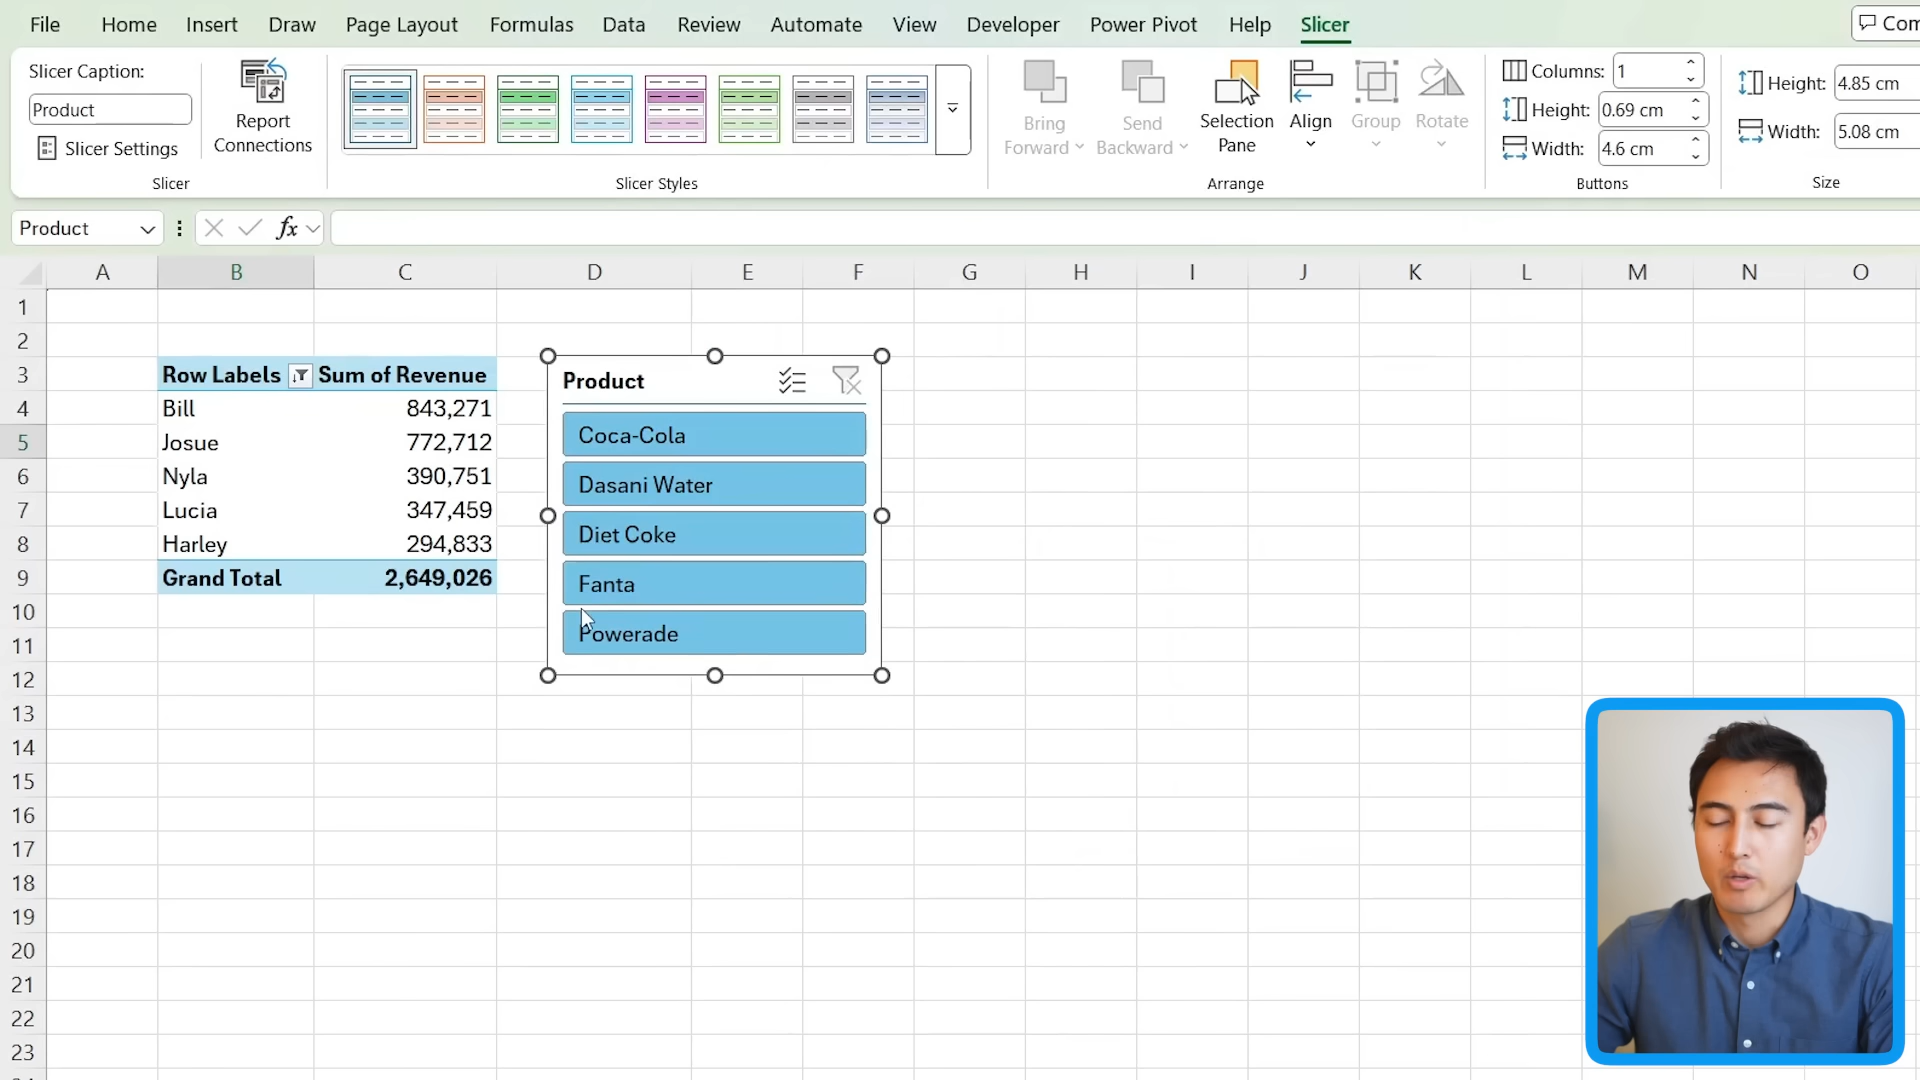 File Home Insert Draw Page Layout Formulas Data Review Automate View Developer Power Pivot Help Slicer
Slicer Caption:
Product
Slicer Settings
Report
Connections
Slicer
Slicer Styles
Bring
Forward
Send
Backward
Selection
Pane
Align
Group
Rotate
Arrange
Columns: 1
Height: 0.69 cm
Width: 4.6 cm
Buttons
Height: 4.85 cm
Width: 5.08 cm
Size
Product fx
A B C D E F G H I J K L M N O
1
2
3 Row Labels Sum of Revenue
4 Bill 843,271
5 Josue 772,712
6 Nyla 390,751
7 Lucia 347,459
8 Harley 294,833
9 Grand Total 2,649,026
10
11
12
13
14
15
16
17
18
19
20
21
22
23
Product
Coca-Cola
Dasani Water
Diet Coke
Fanta
Powerade